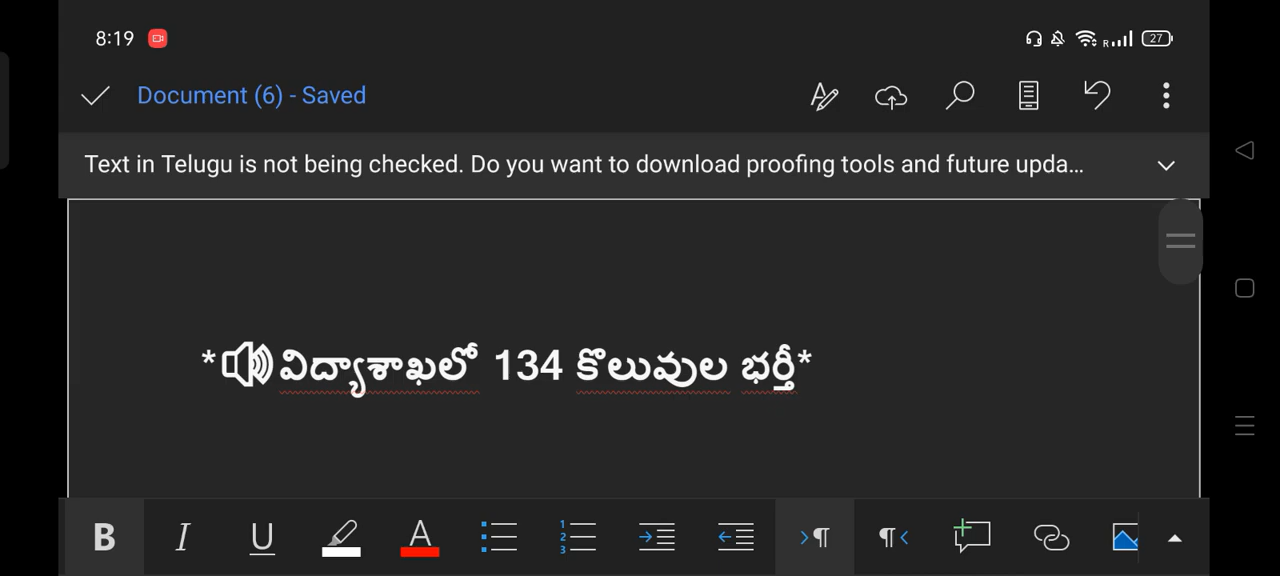 8:19
R
27
Document (6) - Saved
Text in Telugu is not being checked. Do you want to download proofing tools and future upda...
*🔊విద్యాశాఖలో 134 కొలువుల భర్తీ*
B I U A